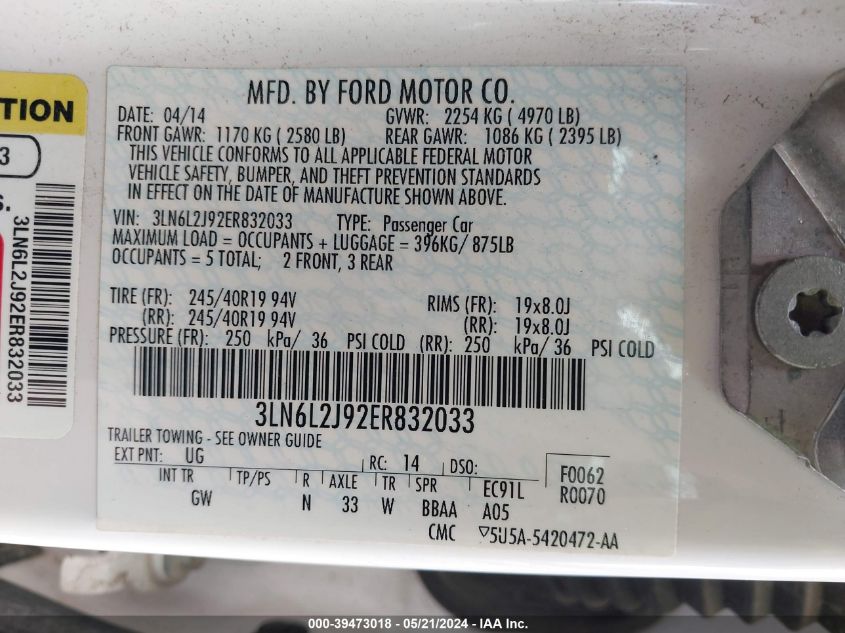 TION
3
S.
3LN6L2J92ER832033
MFD. BY FORD MOTOR CO.
DATE: 04/14 GVWR: 2254 KG ( 4970 LB)
FRONT GAWR: 1170 KG ( 2580 LB) REAR GAWR: 1086 KG ( 2395 LB)
THIS VEHICLE CONFORMS TO ALL APPLICABLE FEDERAL MOTOR
VEHICLE SAFETY, BUMPER, AND THEFT PREVENTION STANDARDS
IN EFFECT ON THE DATE OF MANUFACTURE SHOWN ABOVE.
VIN: 3LN6L2J92ER832033 TYPE: Passenger Car
MAXIMUM LOAD = OCCUPANTS + LUGGAGE = 396KG/ 875LB
OCCUPANTS = 5 TOTAL; 2 FRONT, 3 REAR
TIRE (FR): 245/40R19 94V RIMS (FR): 19x8.0J
(RR): 245/40R19 94V (RR): 19x8.0J
PRESSURE (FR): 250 kPa/ 36 PSI COLD (RR): 250 kPa/ 36 PSI COLD
3LN6L2J92ER832033
TRAILER TOWING - SEE OWNER GUIDE
EXT PNT: UG RC: 14 DSO: F0062
INT TR TP/PS R AXLE TR SPR EC91L R0070
GW N 33 W BBAA A05
CMC ▽5U5A-5420472-AA
000-39473018 - 05/21/2024 - IAA Inc.